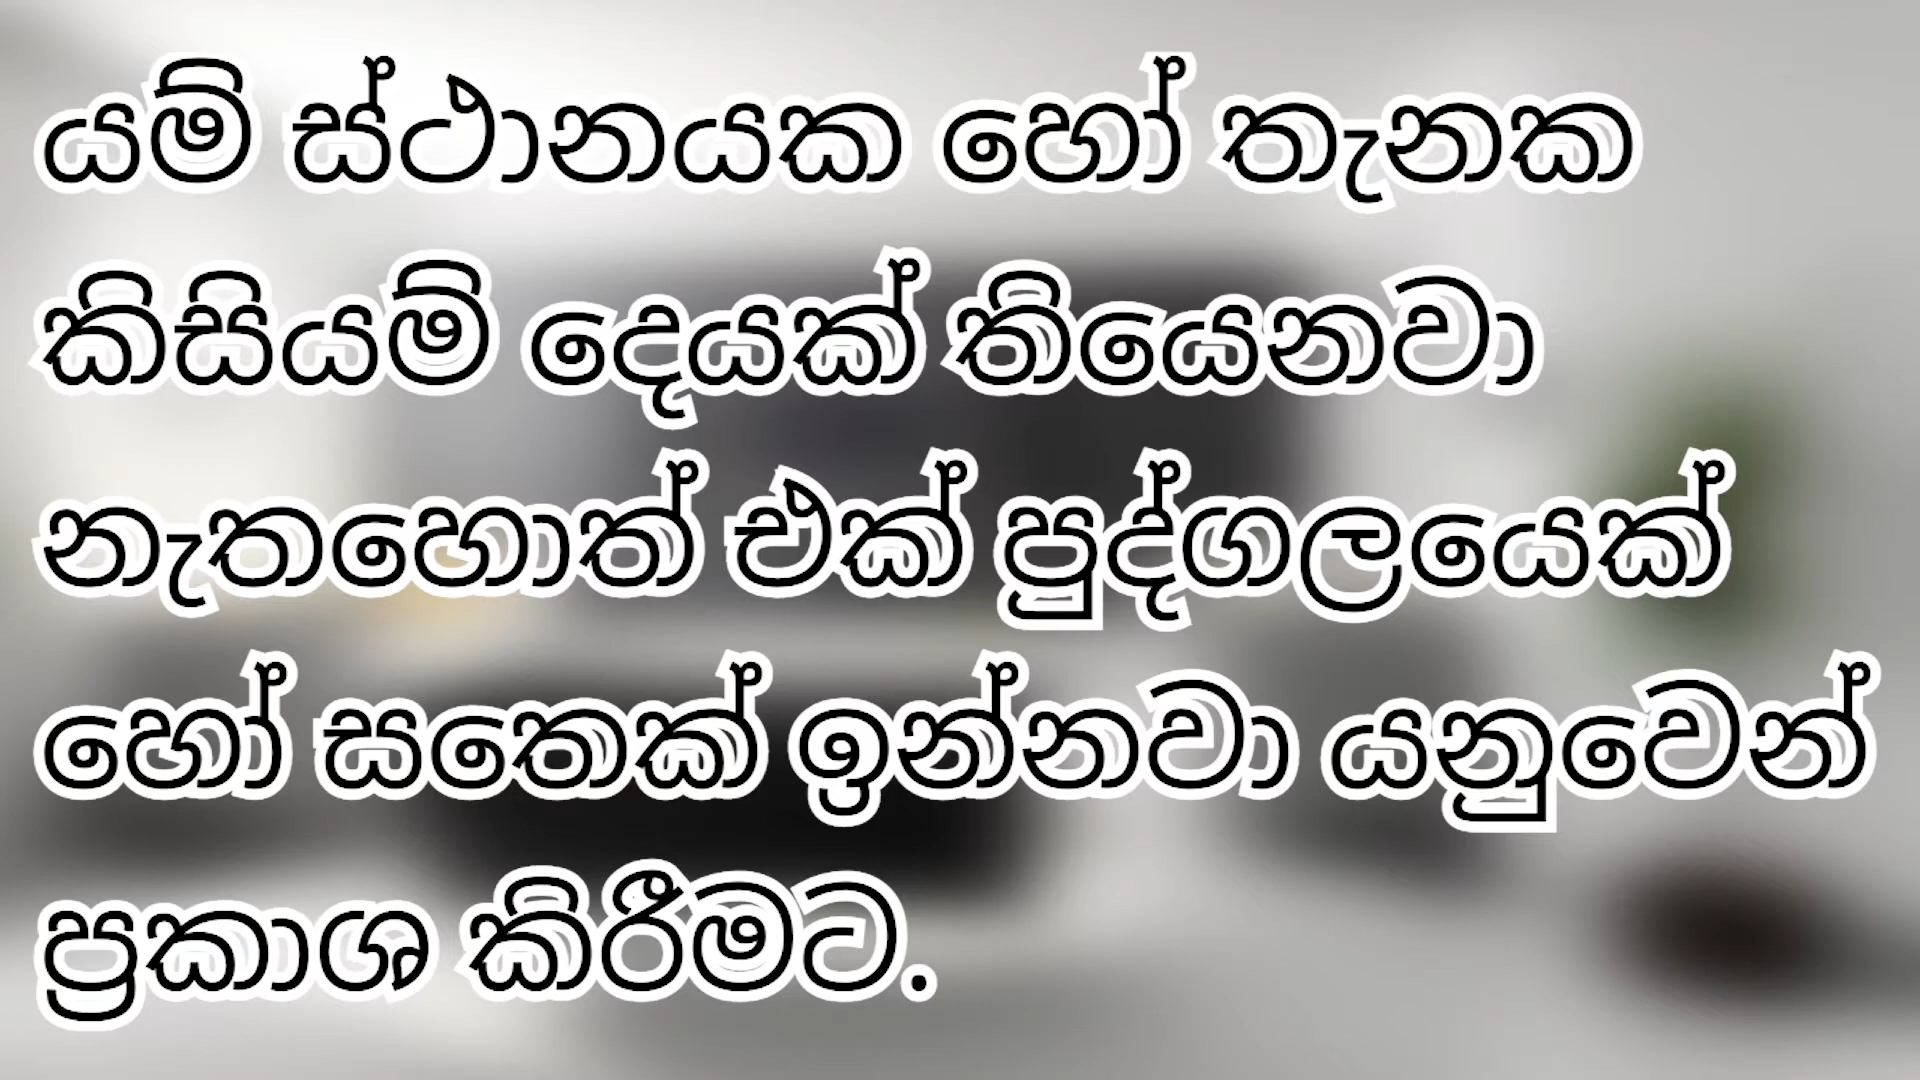 යම් ස්ථානයක හෝ තැනක
කිසියම් දෙයක් තියෙනවා
නැතහොත් එක් පුද්ගලයෙක්
හෝ සතෙක් ඉන්නවා යනුවෙන්
ප්‍රකාශ කිරීමට.